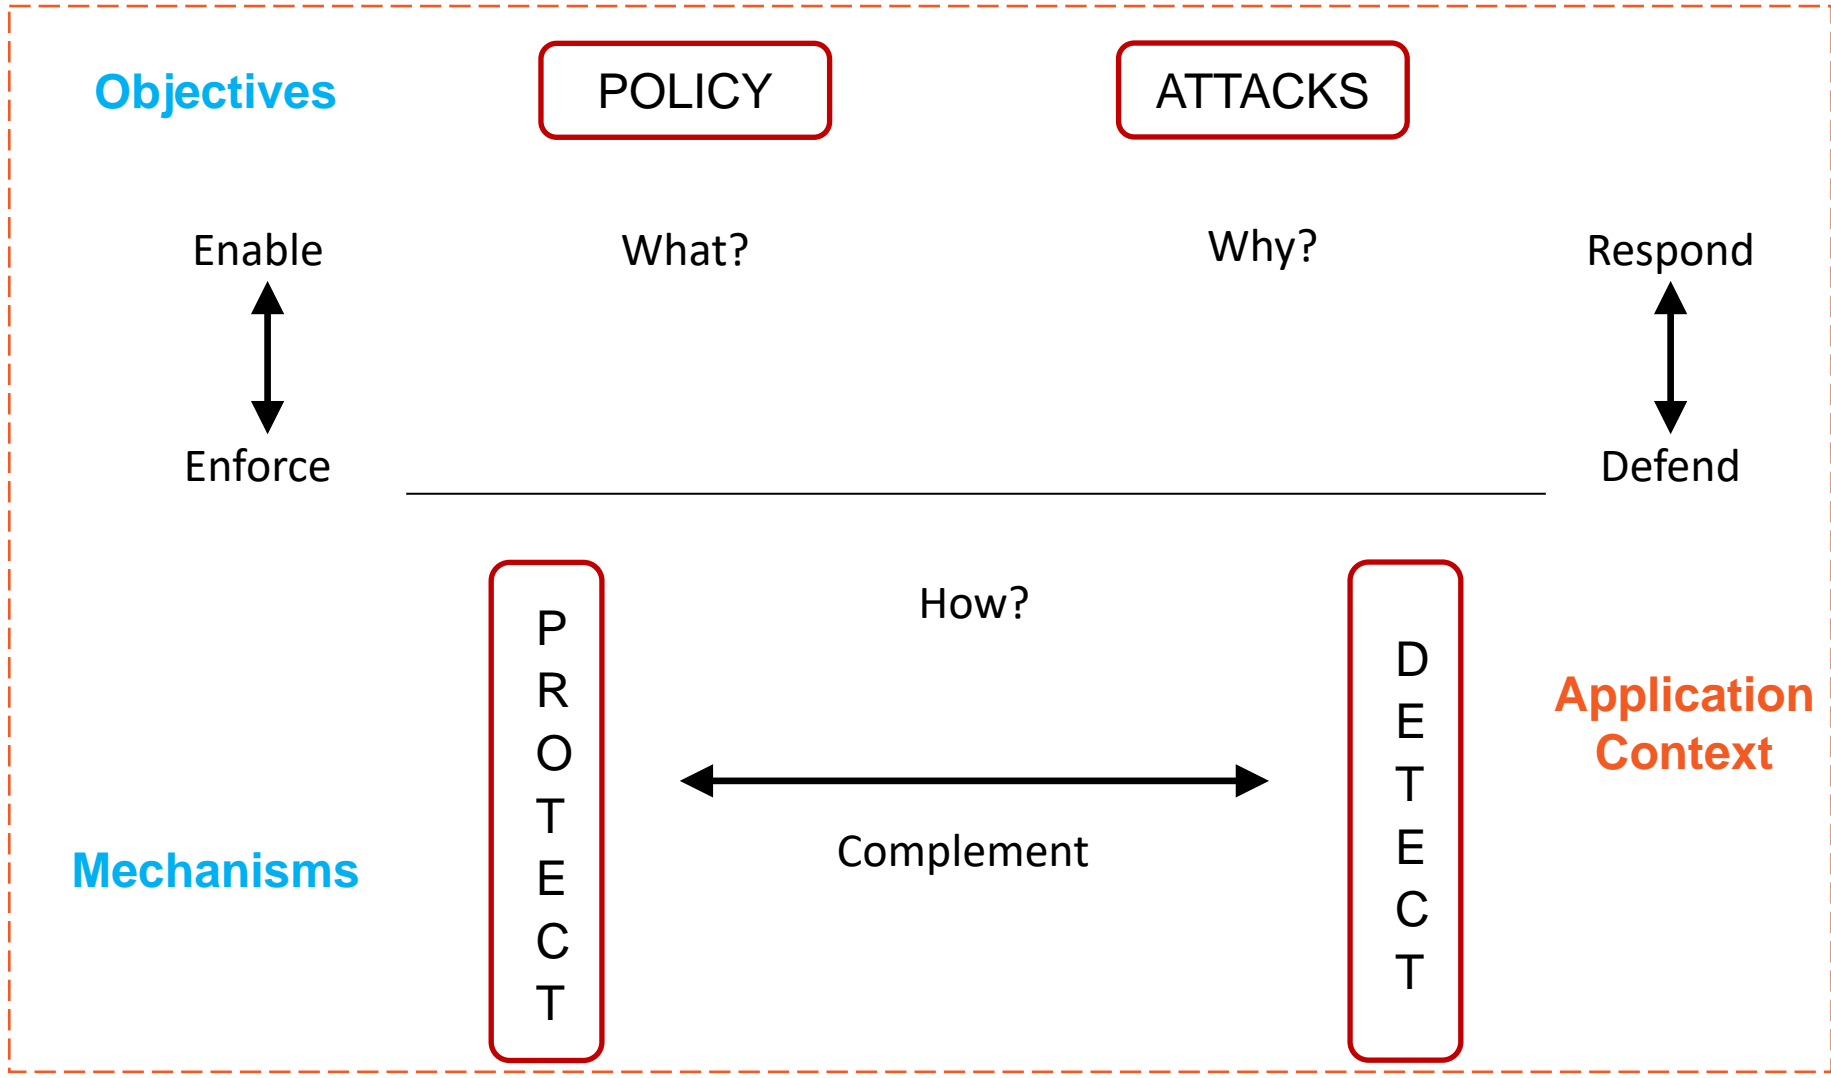 Objectives
POLICY
ATTACKS
Enable
What?
Why?
Respond
Enforce
Defend
How?
P
R
O
T
E
C
T
D
E
T
E
C
T
Application
Context
Complement
Mechanisms